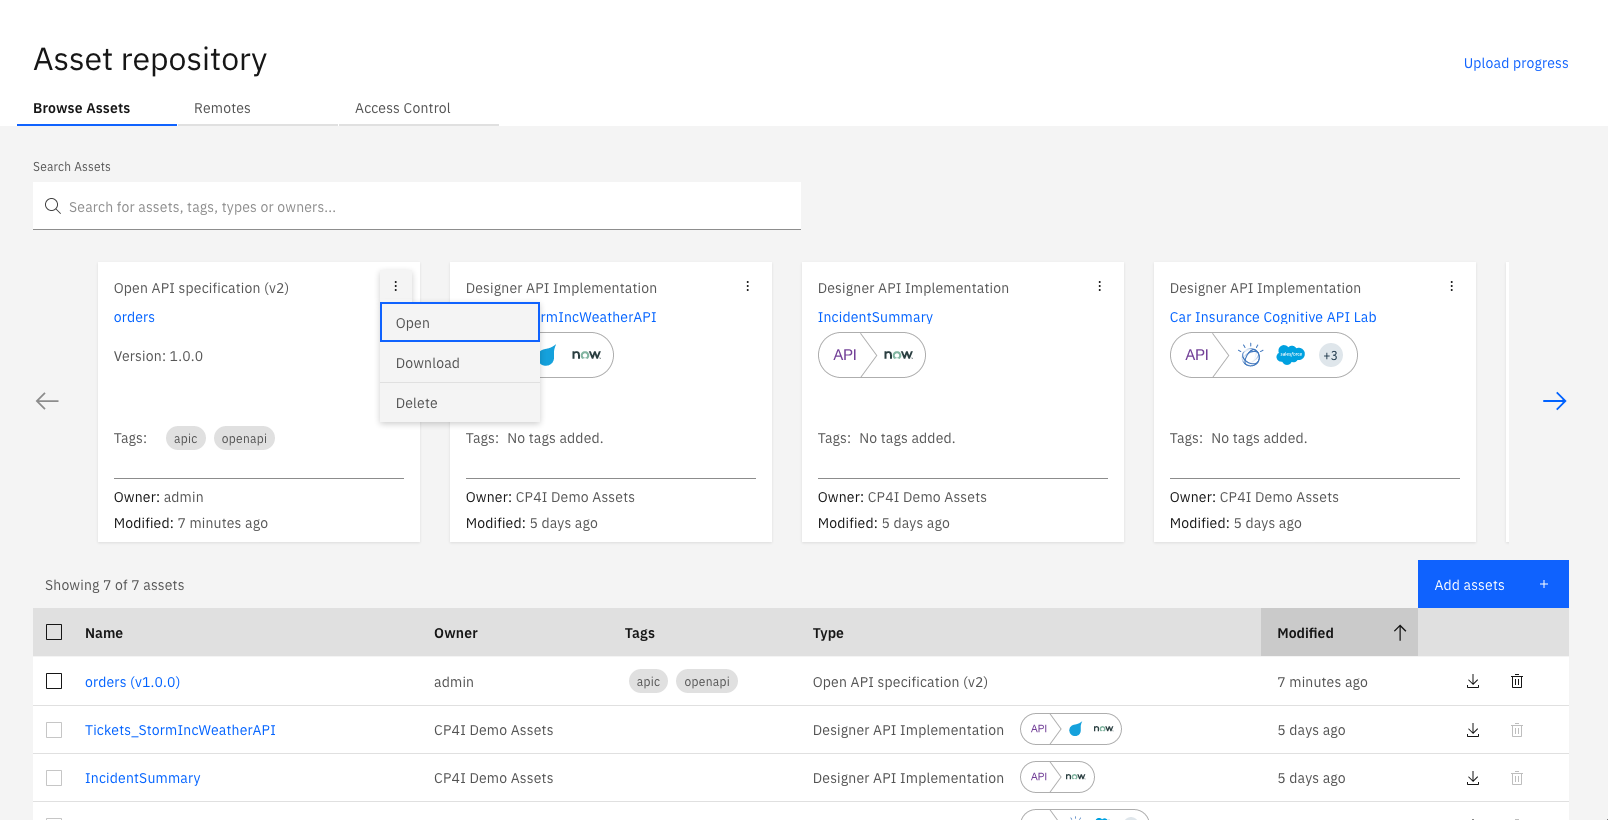 Asset repository
Upload progress
Browse Assets
Remotes
Access Control
Search Assets
Search for assets, tags, types or owners...
Open API specification (v2)
orders
Version: 1.0.0
Tags: apic openapi
Owner: admin
Modified: 7 minutes ago
Open
Download
Delete
Designer API Implementation
rmIncWeatherAPI
now
Tags: No tags added.
Owner: CP4I Demo Assets
Modified: 5 days ago
Designer API Implementation
IncidentSummary
API now
Tags: No tags added.
Owner: CP4I Demo Assets
Modified: 5 days ago
Designer API Implementation
Car Insurance Cognitive API Lab
API salesforce +3
Tags: No tags added.
Owner: CP4I Demo Assets
Modified: 5 days ago
Showing 7 of 7 assets
Add assets +
Name Owner Tags Type Modified
orders (v1.0.0) admin apic openapi Open API specification (v2) 7 minutes ago
Tickets_StormIncWeatherAPI CP4I Demo Assets Designer API Implementation API now 5 days ago
IncidentSummary CP4I Demo Assets Designer API Implementation API now 5 days ago